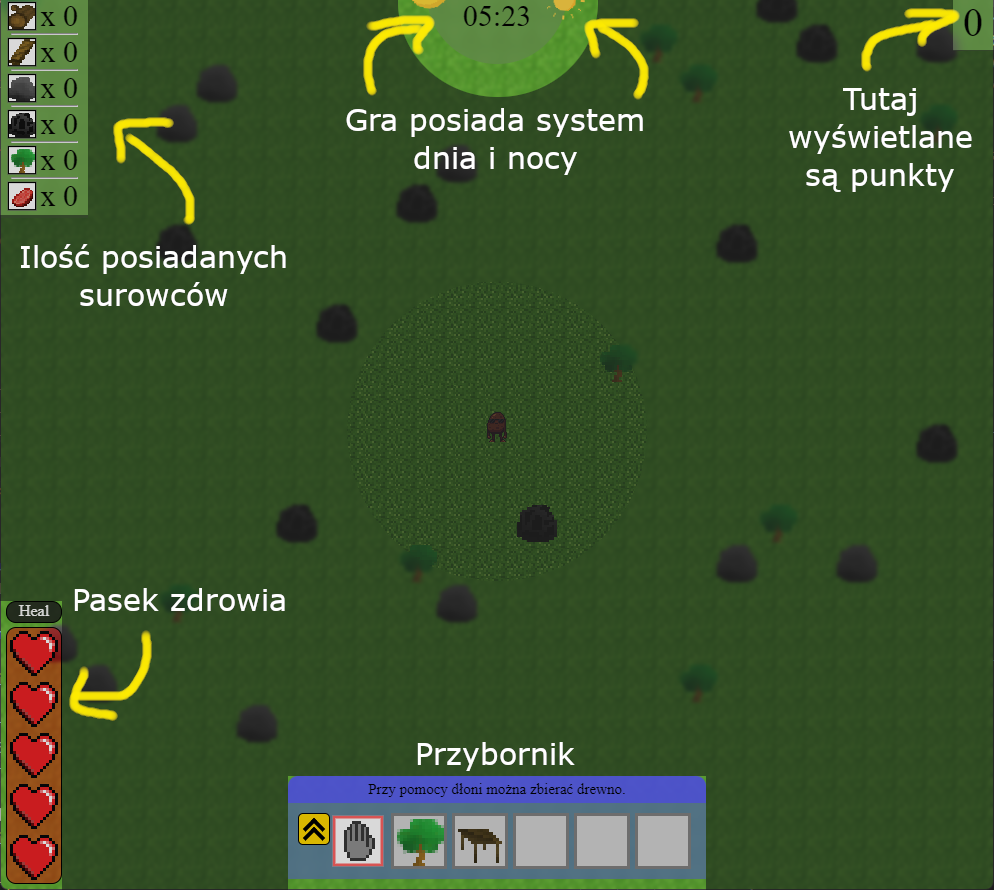 x 0
x 0
x 0
x 0
x 0
x 0
05:23
0
Gra posiada system
dnia i nocy
Tutaj
wyświetlane
są punkty
Ilość posiadanych
surowców
Heal
Pasek zdrowia
Przybornik
Przy pomocy dłoni można zbierać drewno.